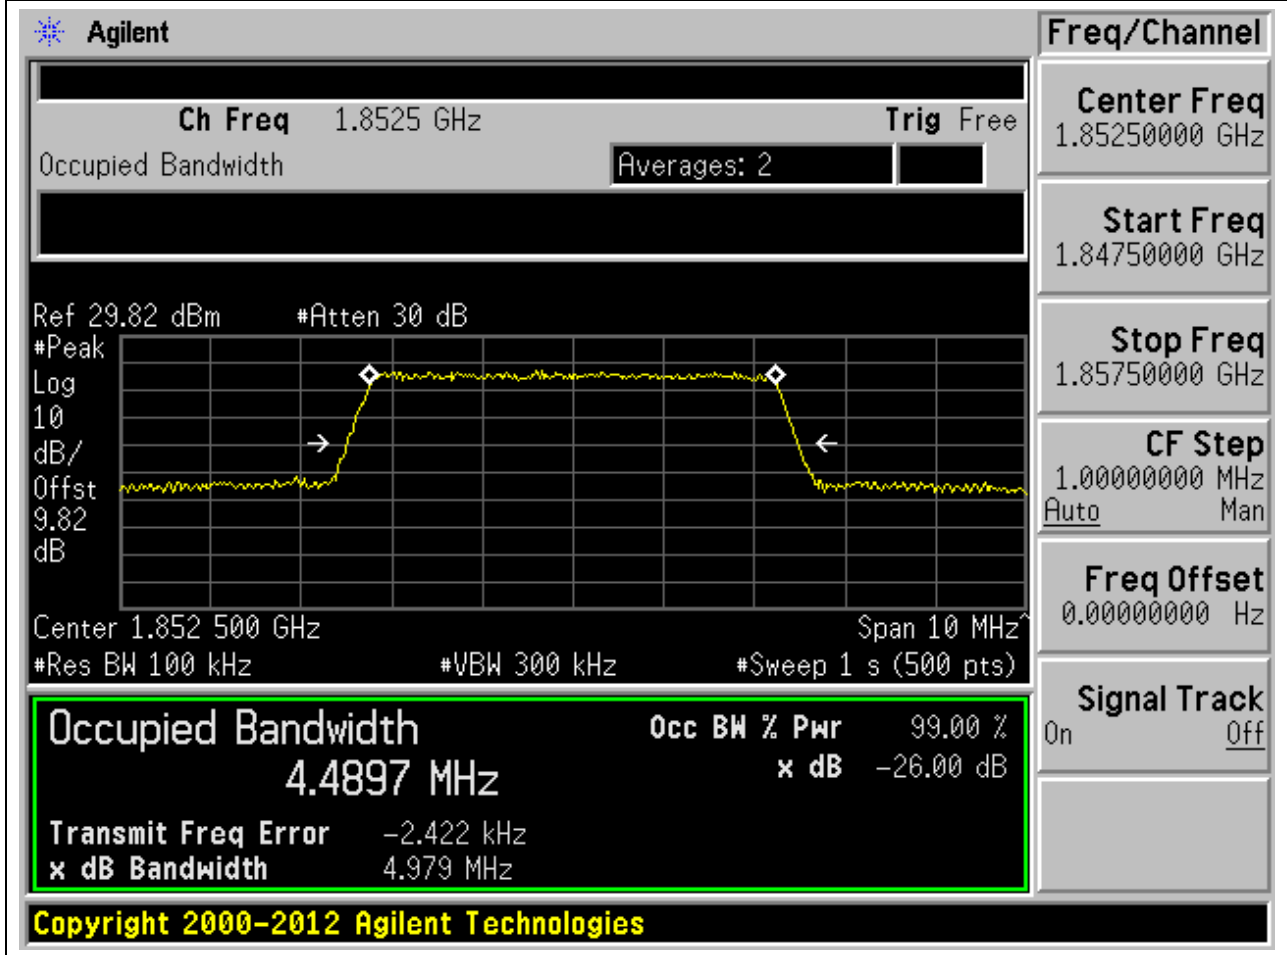 Agilent
Freq/Channel
Ch Freq 1.8525 GHz Trig Free
Occupied Bandwidth Averages: 2
Center Freq
1.85250000 GHz
Start Freq
1.84750000 GHz
Stop Freq
1.85750000 GHz
CF Step
1.00000000 MHz
Auto Man
Freq Offset
0.00000000 Hz
Signal Track
On Off
Ref 29.82 dBm #Atten 30 dB
#Peak
Log
10
dB/
Offst
9.82
dB
Center 1.852 500 GHz Span 10 MHz^
#Res BW 100 kHz #VBW 300 kHz #Sweep 1 s (500 pts)
Occupied Bandwidth Occ BW % Pwr 99.00 %
4.4897 MHz x dB -26.00 dB
Transmit Freq Error -2.422 kHz
x dB Bandwidth 4.979 MHz
Copyright 2000-2012 Agilent Technologies